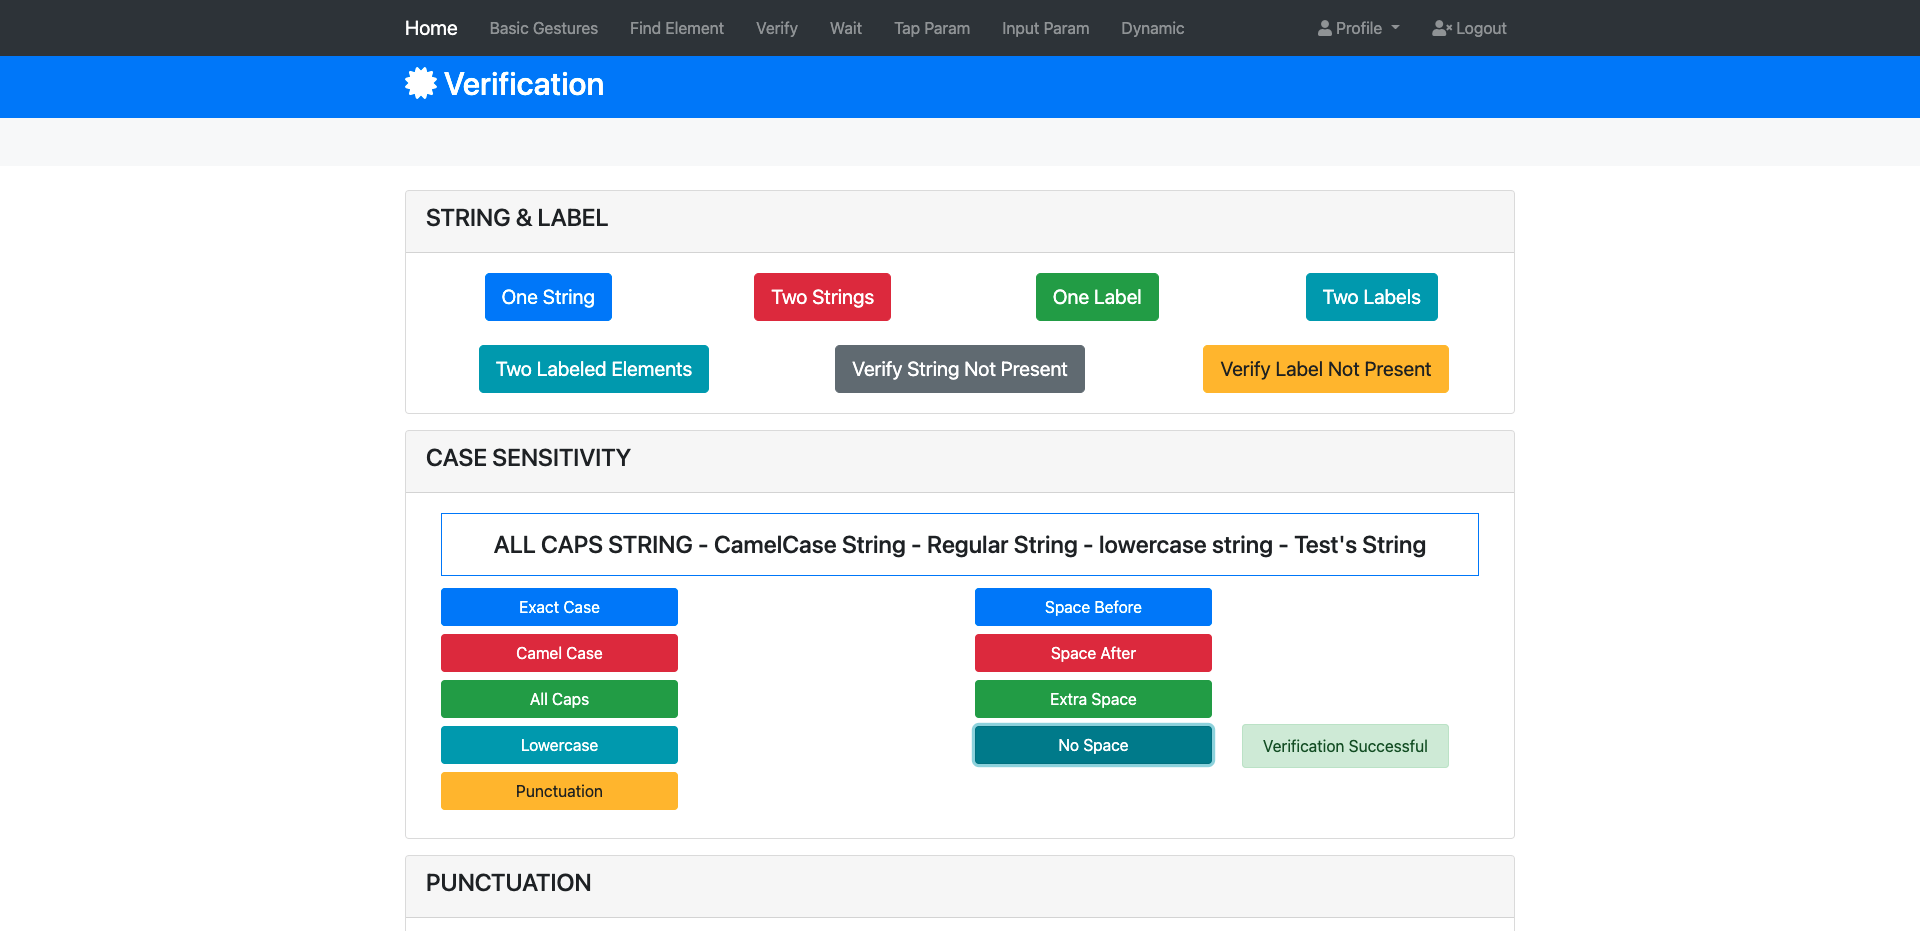 Home Basic Gestures Find Element Verify Wait Tap Param Input Param Dynamic Profile Logout
Verification
STRING & LABEL
One String Two Strings One Label Two Labels
Two Labeled Elements Verify String Not Present Verify Label Not Present
CASE SENSITIVITY
ALL CAPS STRING - CamelCase String - Regular String - lowercase string - Test's String
Exact Case Space Before
Camel Case Space After
All Caps Extra Space
Lowercase No Space Verification Successful
Punctuation
PUNCTUATION